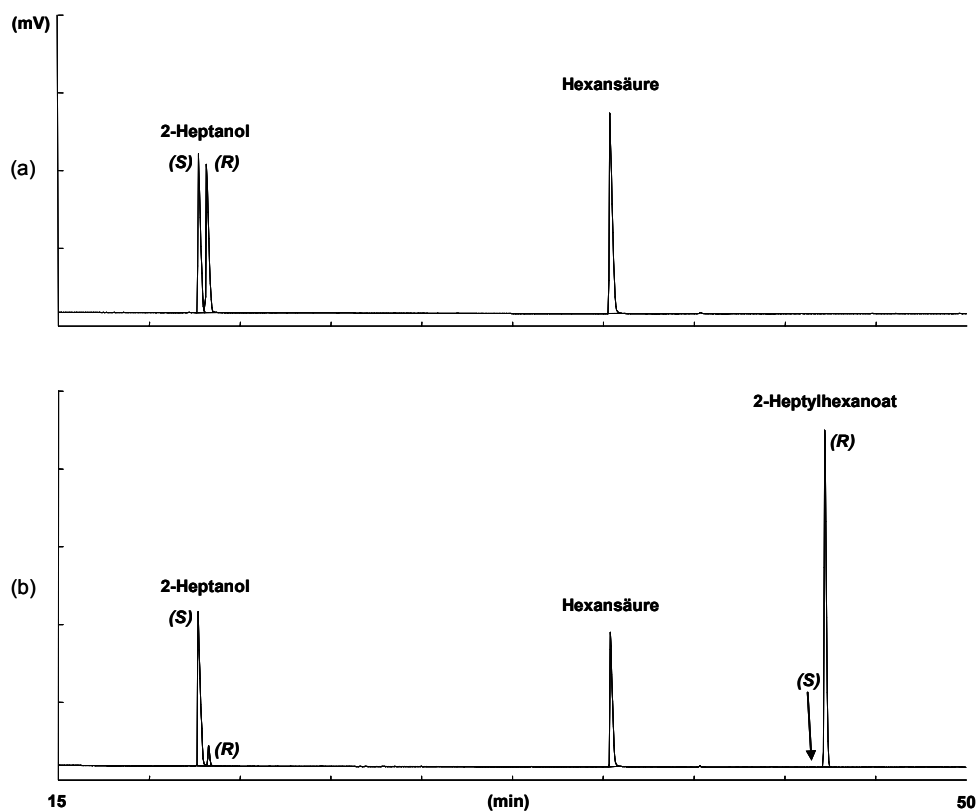 (mV)
Hexansäure
2-Heptanol
(a)
(S) (R)
2-Heptylhexanoat
(R)
(b)
2-Heptanol
(S)
Hexansäure
(S)
(R)
15 (min) 50